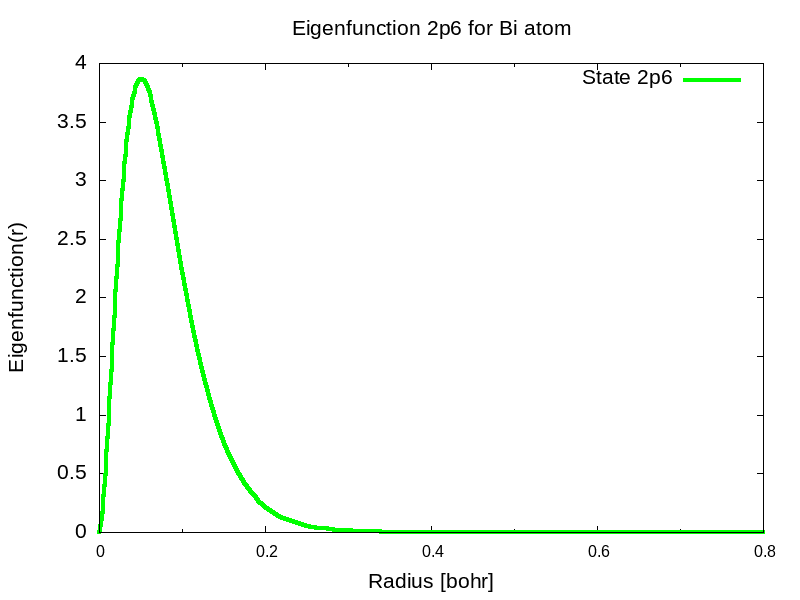 Eigenfunction 2p6 for Bi atom
State 2p6
4
3.5
3
2.5
2
1.5
1
0.5
0
Eigenfunction(r)
0 0.2 0.4 0.6 0.8
Radius [bohr]